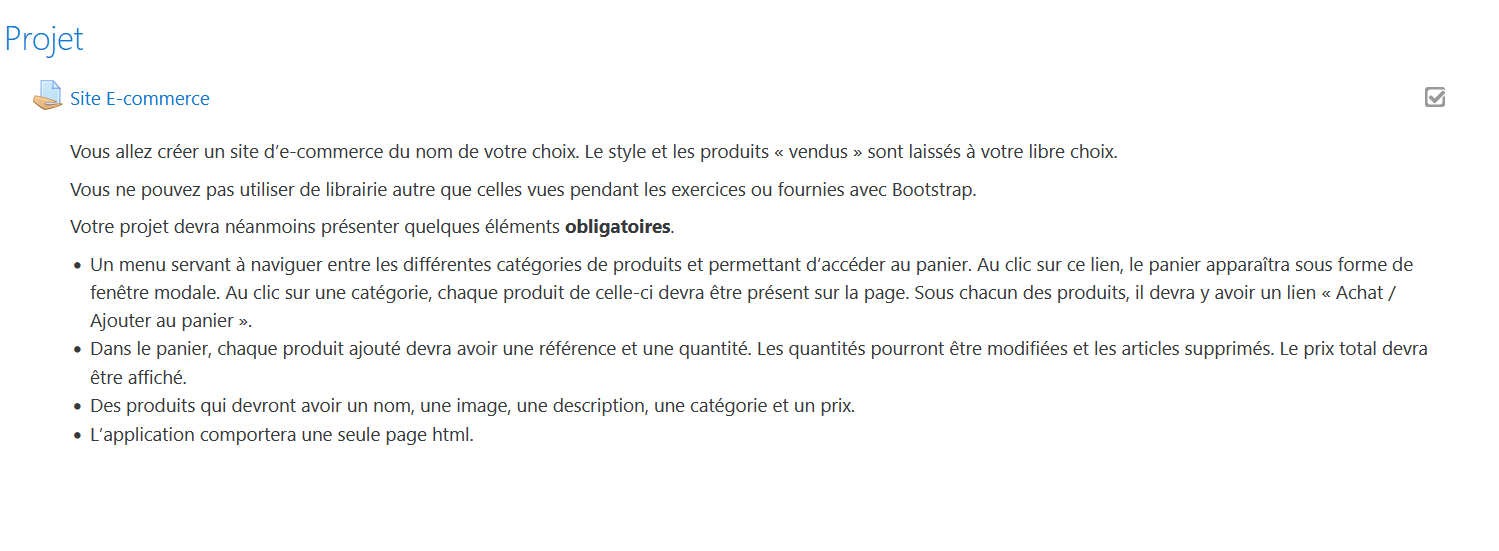 Projet
Site E-commerce
Vous allez créer un site d’e-commerce du nom de votre choix. Le style et les produits « vendus » sont laissés à votre libre choix.
Vous ne pouvez pas utiliser de librairie autre que celles vues pendant les exercices ou fournies avec Bootstrap.
Votre projet devra néanmoins présenter quelques éléments obligatoires.
• Un menu servant à naviguer entre les différentes catégories de produits et permettant d’accéder au panier. Au clic sur ce lien, le panier apparaîtra sous forme de
fenêtre modale. Au clic sur une catégorie, chaque produit de celle-ci devra être présent sur la page. Sous chacun des produits, il devra y avoir un lien « Achat /
Ajouter au panier ».
• Dans le panier, chaque produit ajouté devra avoir une référence et une quantité. Les quantités pourront être modifiées et les articles supprimés. Le prix total devra
être affiché.
• Des produits qui devront avoir un nom, une image, une description, une catégorie et un prix.
• L’application comportera une seule page html.